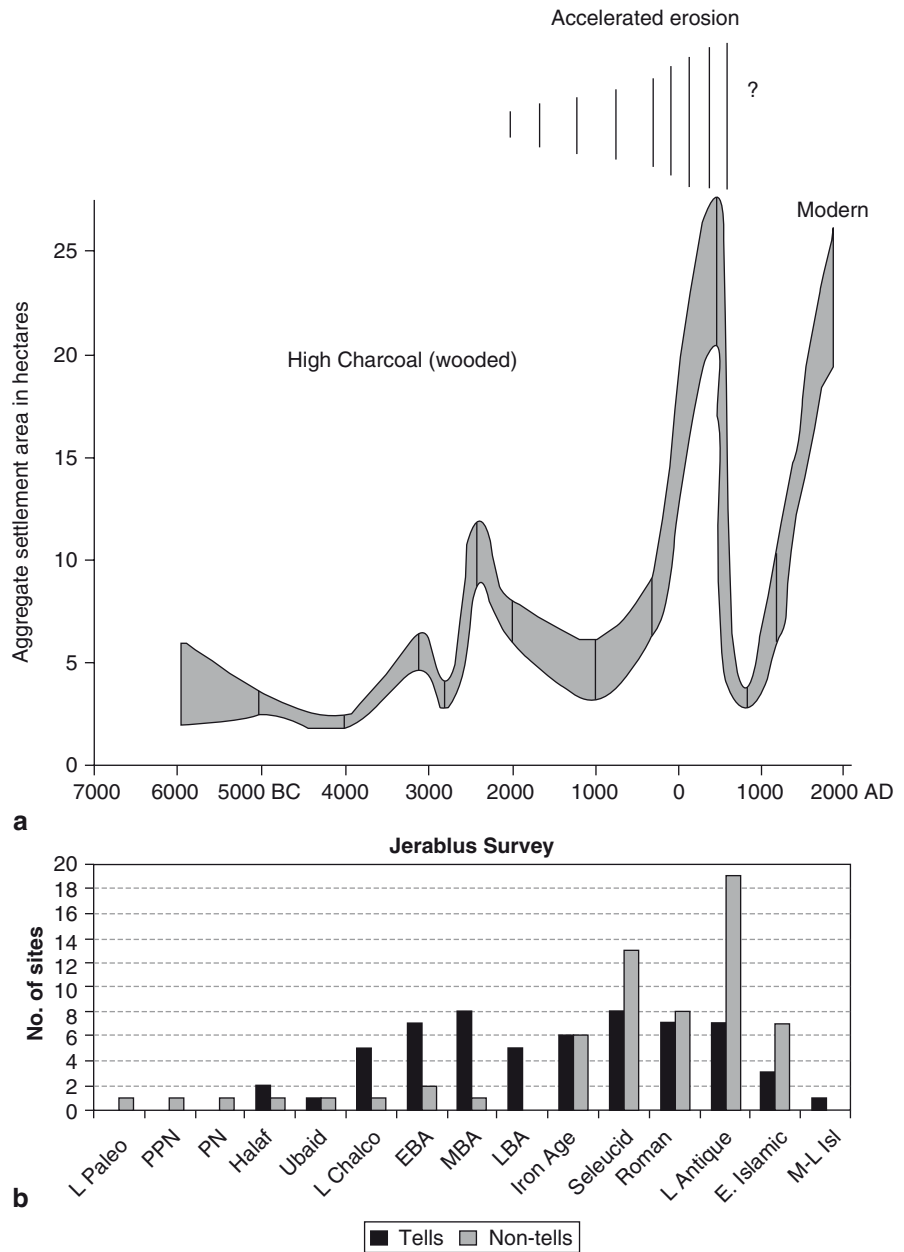 Accelerated erosion
?
Modern
High Charcoal (wooded)
Aggregate settlement area in hectares
25
20
15
10
5
0
7000 6000 5000 BC 4000 3000 2000 1000 0 1000 2000 AD
a
Jerablus Survey
No. of sites
20
18
16
14
12
10
8
6
4
2
0
L Paleo PPN PN Halaf Ubaid L Chalco EBA MBA LBA Iron Age Seleucid Roman L Antique E. Islamic M-L Isl
b
Tells Non-tells